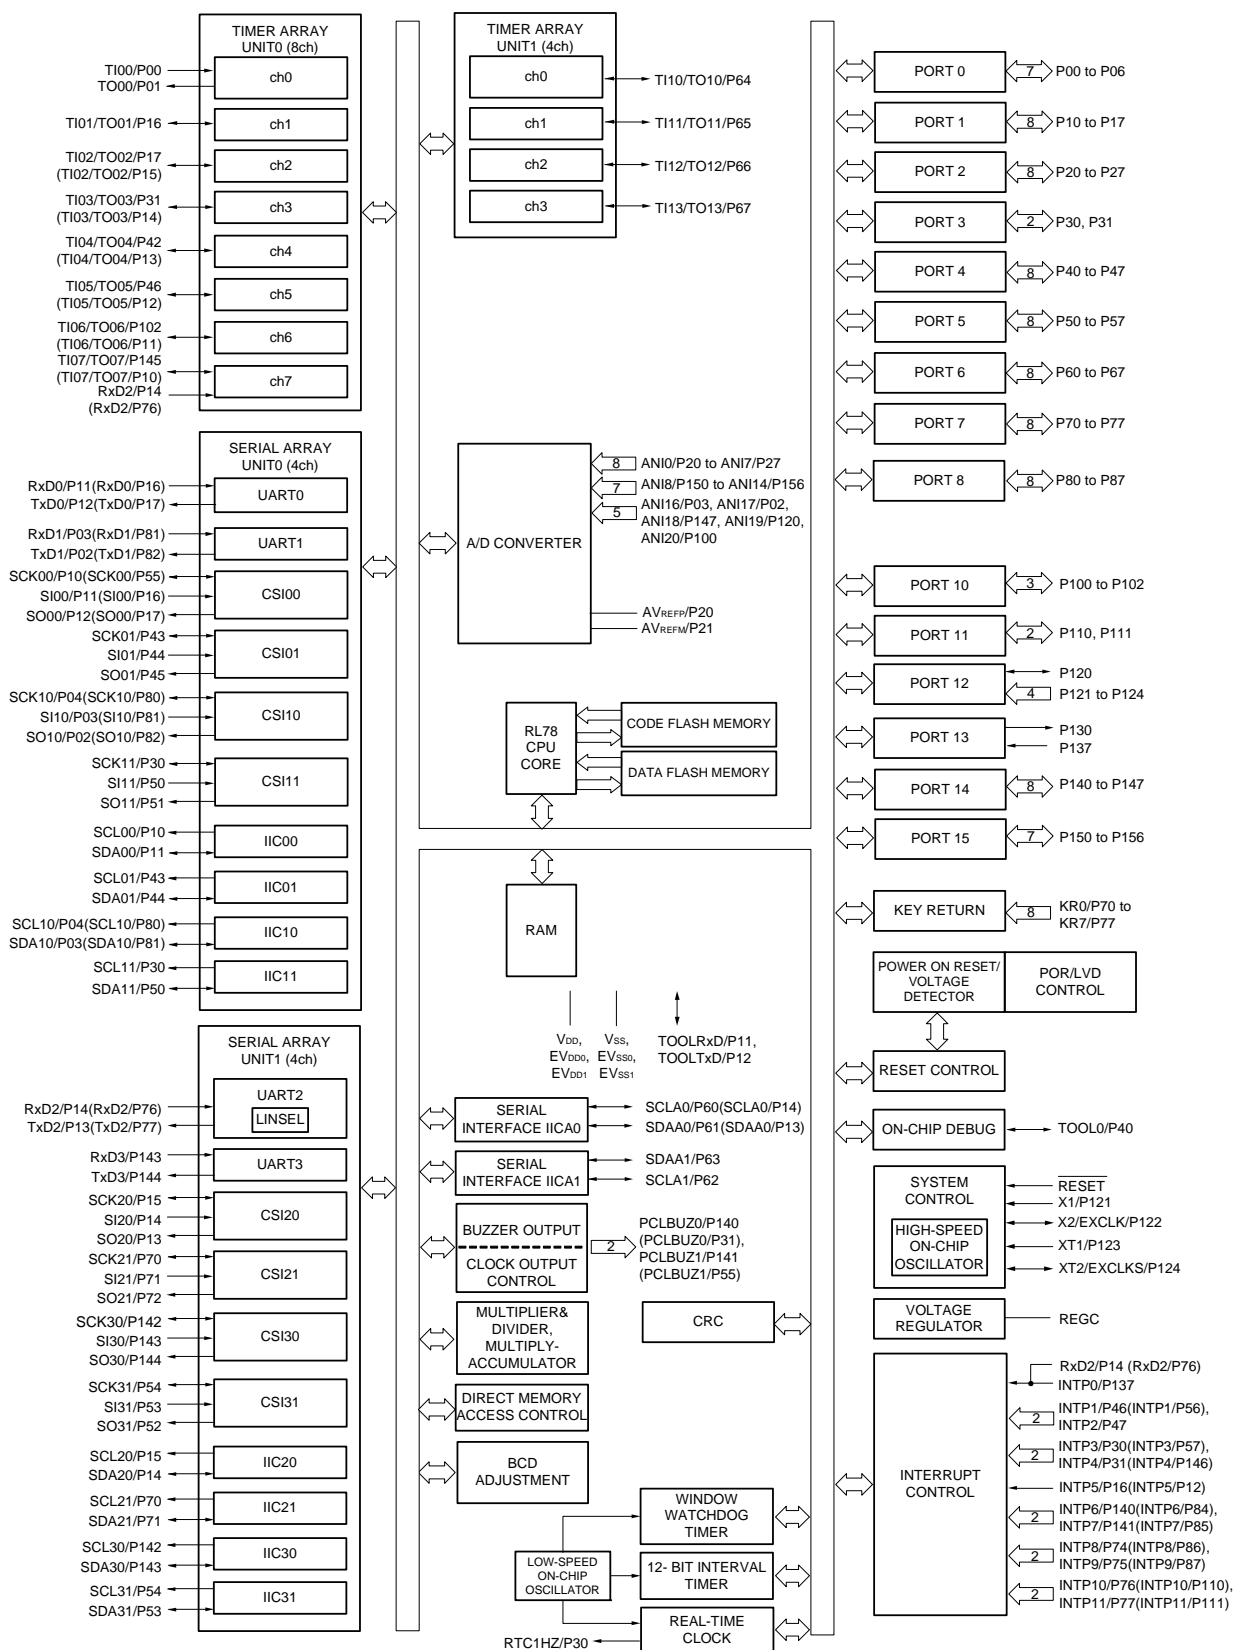 TIMER ARRAY
UNIT0 (8ch)
TI00/P00
TO00/P01
ch0
TI01/TO01/P16
ch1
TI02/TO02/P17
(TI02/TO02/P15)
ch2
TI03/TO03/P31
(TI03/TO03/P14)
ch3
TI04/TO04/P42
(TI04/TO04/P13)
ch4
TI05/TO05/P46
(TI05/TO05/P12)
ch5
TI06/TO06/P102
(TI06/TO06/P11)
ch6
TI07/TO07/P145
(TI07/TO07/P10)
RxD2/P14
(RxD2/P76)
ch7
SERIAL ARRAY
UNIT0 (4ch)
RxD0/P11(RxD0/P16)
TxD0/P12(TxD0/P17)
UART0
RxD1/P03(RxD1/P81)
TxD1/P02(TxD1/P82)
UART1
SCK00/P10(SCK00/P55)
SI00/P11(SI00/P16)
SO00/P12(SO00/P17)
CSI00
SCK01/P43
SI01/P44
SO01/P45
CSI01
SCK10/P04(SCK10/P80)
SI10/P03(SI10/P81)
SO10/P02(SO10/P82)
CSI10
SCK11/P30
SI11/P50
SO11/P51
CSI11
SCL00/P10
SDA00/P11
IIC00
SCL01/P43
SDA01/P44
IIC01
SCL10/P04(SCL10/P80)
SDA10/P03(SDA10/P81)
IIC10
SCL11/P30
SDA11/P50
IIC11
SERIAL ARRAY
UNIT1 (4ch)
RxD2/P14(RxD2/P76)
TxD2/P13(TxD2/P77)
UART2
LINSEL
RxD3/P143
TxD3/P144
UART3
SCK20/P15
SI20/P14
SO20/P13
CSI20
SCK21/P70
SI21/P71
SO21/P72
CSI21
SCK30/P142
SI30/P143
SO30/P144
CSI30
SCK31/P54
SI31/P53
SO31/P52
CSI31
SCL20/P15
SDA20/P14
IIC20
SCL21/P70
SDA21/P71
IIC21
SCL30/P142
SDA30/P143
IIC30
SCL31/P54
SDA31/P53
IIC31
TIMER ARRAY
UNIT1 (4ch)
ch0
TI10/TO10/P64
ch1
TI11/TO11/P65
ch2
TI12/TO12/P66
ch3
TI13/TO13/P67
A/D CONVERTER
8
ANI0/P20 to ANI7/P27
7
ANI8/P150 to ANI14/P156
5
ANI16/P03, ANI17/P02,
ANI18/P147, ANI19/P120,
ANI20/P100
AVREFP/P20
AVREFM/P21
RL78
CPU
CORE
CODE FLASH MEMORY
DATA FLASH MEMORY
RAM
VDD,
EVDD0,
EVDD1
VSS,
EVSS0,
EVSS1
TOOLRxD/P11,
TOOLTxD/P12
SERIAL
INTERFACE IICA0
SCLA0/P60(SCLA0/P14)
SDAA0/P61(SDAA0/P13)
SERIAL
INTERFACE IICA1
SDAA1/P63
SCLA1/P62
BUZZER OUTPUT
CLOCK OUTPUT
CONTROL
2
PCLBUZ0/P140
(PCLBUZ0/P31),
PCLBUZ1/P141
(PCLBUZ1/P55)
MULTIPLIER&
DIVIDER,
MULTIPLY-
ACCUMULATOR
CRC
DIRECT MEMORY
ACCESS CONTROL
BCD
ADJUSTMENT
WINDOW
WATCHDOG
TIMER
LOW-SPEED
ON-CHIP
OSCILLATOR
12- BIT INTERVAL
TIMER
REAL-TIME
CLOCK
RTC1HZ/P30
PORT 0
7
P00 to P06
PORT 1
8
P10 to P17
PORT 2
8
P20 to P27
PORT 3
2
P30, P31
PORT 4
8
P40 to P47
PORT 5
8
P50 to P57
PORT 6
8
P60 to P67
PORT 7
8
P70 to P77
PORT 8
8
P80 to P87
PORT 10
3
P100 to P102
PORT 11
2
P110, P111
PORT 12
P120
4
P121 to P124
PORT 13
P130
P137
PORT 14
8
P140 to P147
PORT 15
7
P150 to P156
KEY RETURN
8
KR0/P70 to
KR7/P77
POWER ON RESET/
VOLTAGE
DETECTOR
POR/LVD
CONTROL
RESET CONTROL
ON-CHIP DEBUG
TOOL0/P40
SYSTEM
CONTROL
HIGH-SPEED
ON-CHIP
OSCILLATOR
RESET
X1/P121
X2/EXCLK/P122
XT1/P123
XT2/EXCLKS/P124
VOLTAGE
REGULATOR
REGC
INTERRUPT
CONTROL
RxD2/P14 (RxD2/P76)
INTP0/P137
2
INTP1/P46(INTP1/P56),
INTP2/P47
2
INTP3/P30(INTP3/P57),
INTP4/P31(INTP4/P146)
INTP5/P16(INTP5/P12)
2
INTP6/P140(INTP6/P84),
INTP7/P141(INTP7/P85)
2
INTP8/P74(INTP8/P86),
INTP9/P75(INTP9/P87)
2
INTP10/P76(INTP10/P110),
INTP11/P77(INTP11/P111)